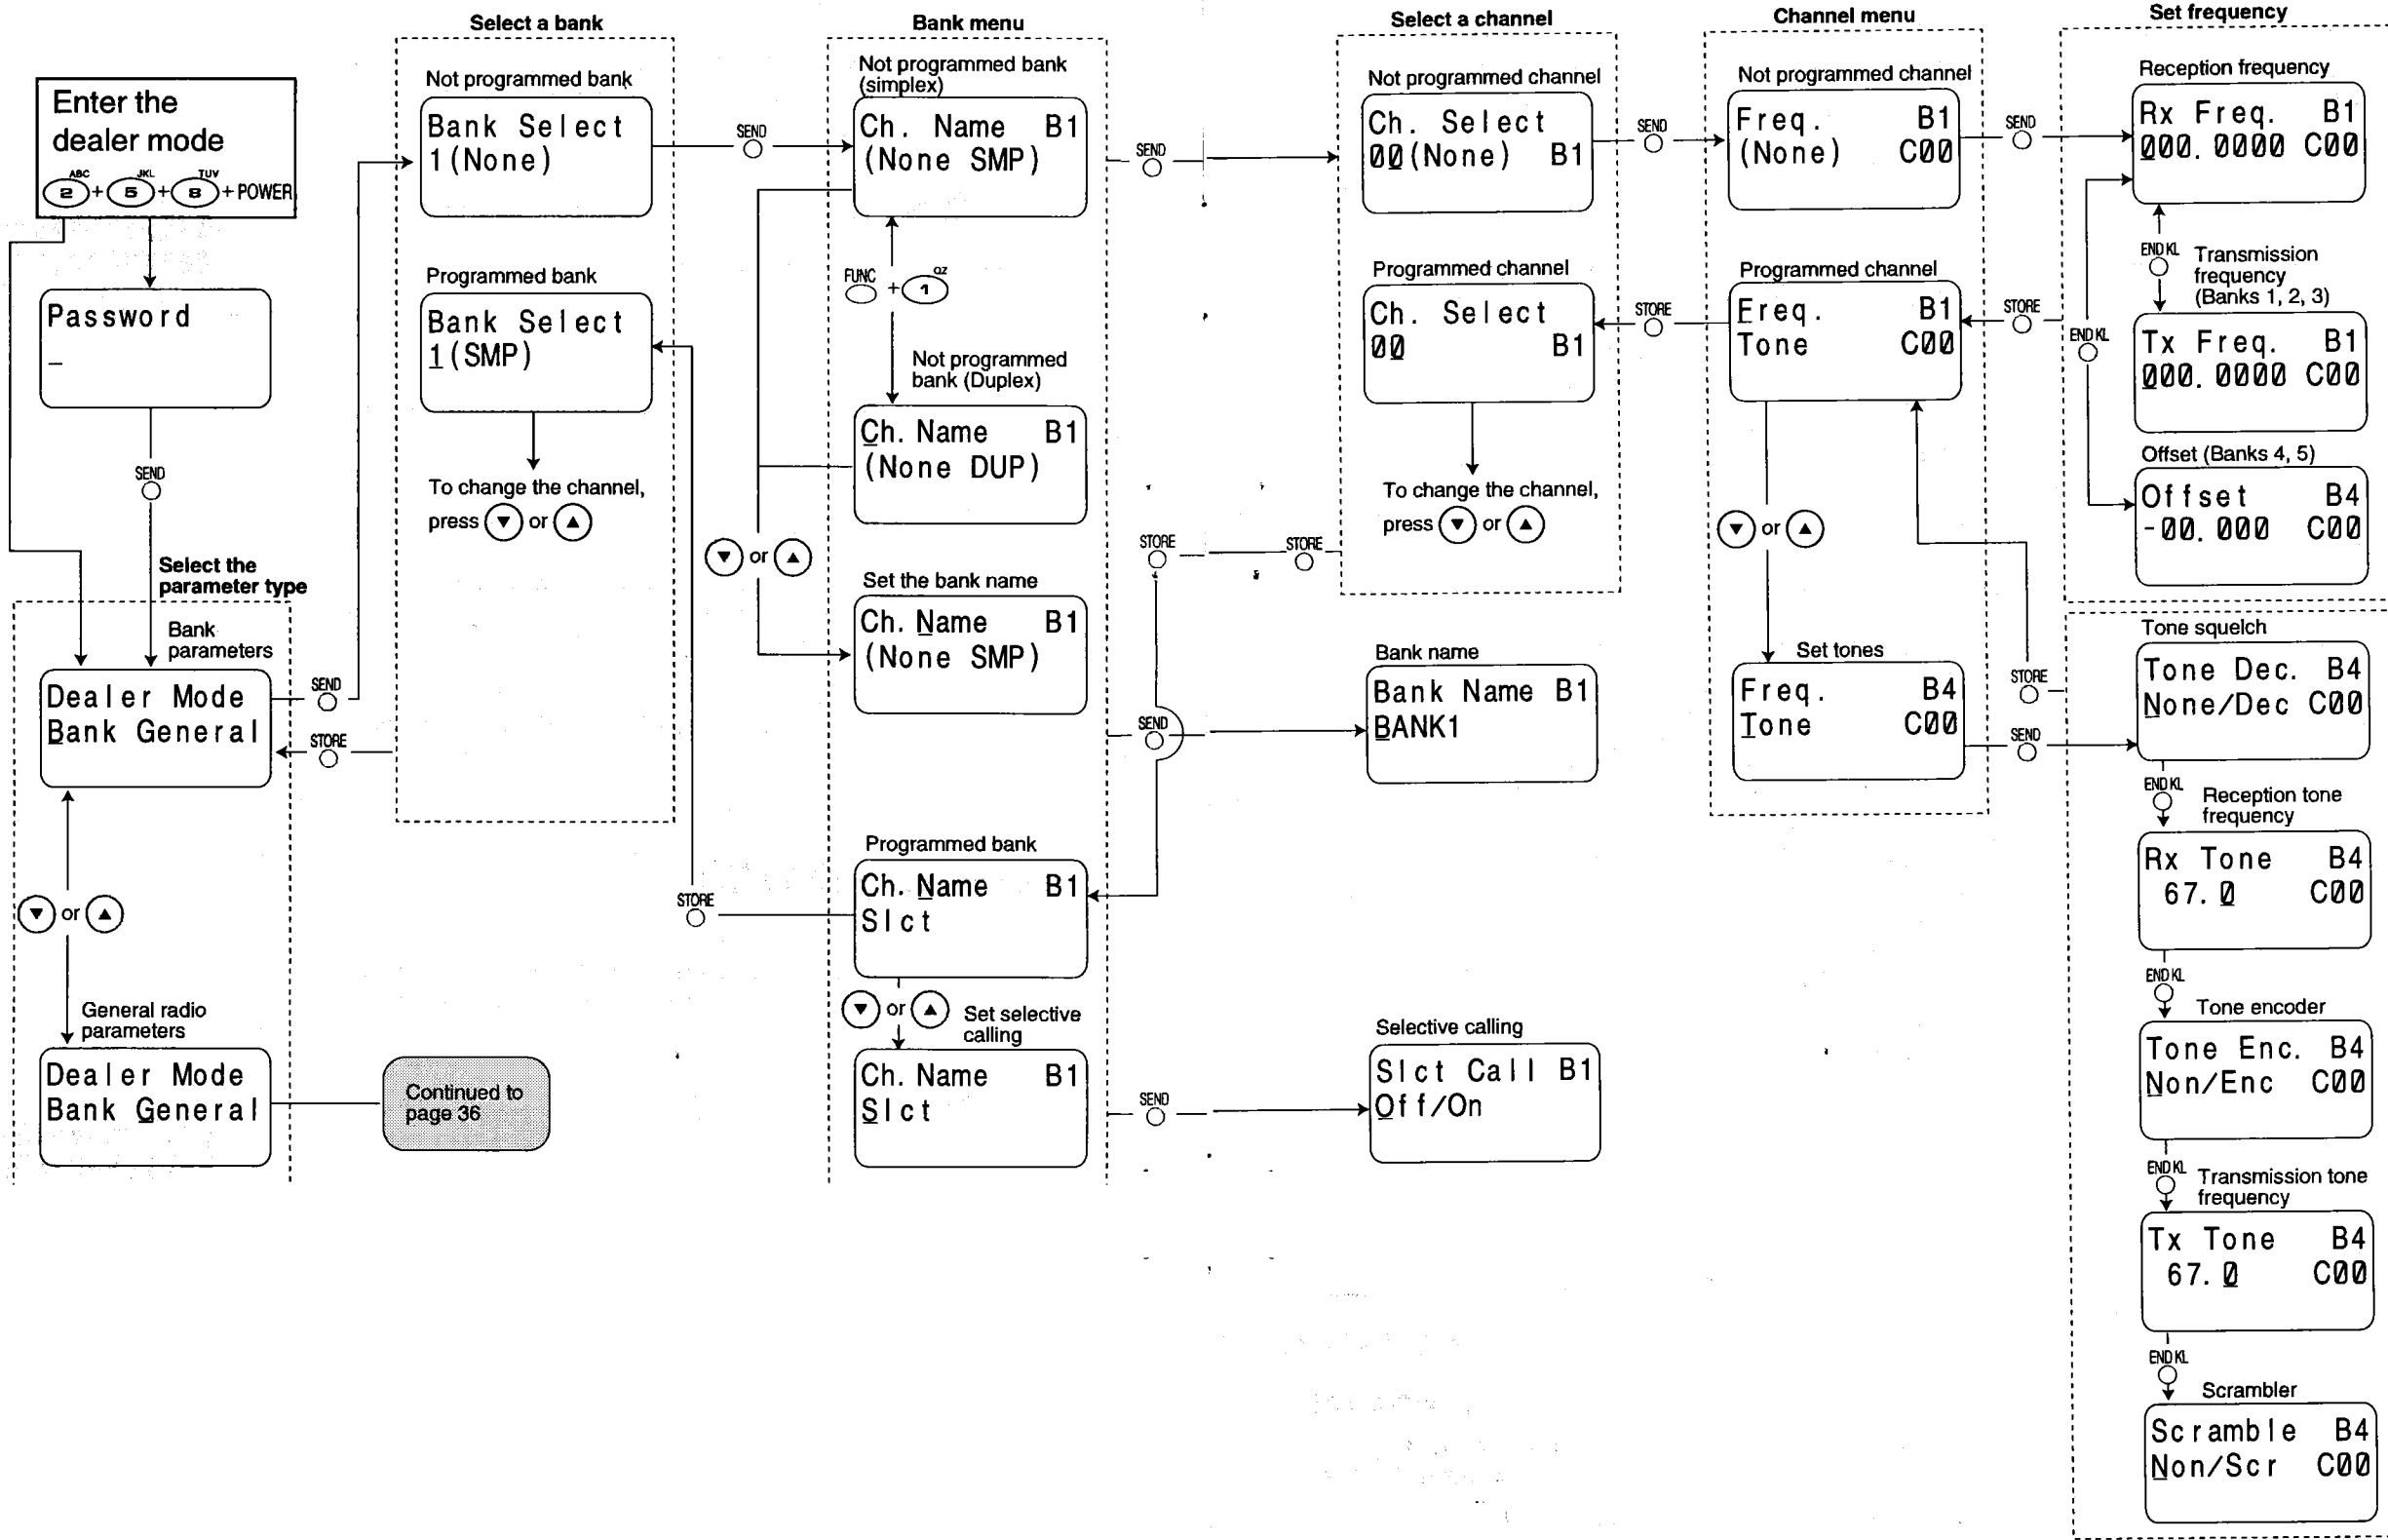 Enter the
dealer mode
ABC JKL TUV
2 + 5 + 8 + POWER
Password
_
SEND
Select the
parameter type
Bank
parameters
Dealer Mode
Bank General
SEND
STORE
▼ or ▲
General radio
parameters
Dealer Mode
Bank General
Continued to
page 36
Select a bank
Not programmed bank
Bank Select
1(None)
SEND
Programmed bank
Bank Select
1(SMP)
To change the channel,
press ▼ or ▲
STORE
Bank menu
Not programmed bank
(simplex)
Ch. Name B1
(None SMP)
SEND
FUNC + 1 QZ
Not programmed
bank (Duplex)
Ch. Name B1
(None DUP)
▼ or ▲
Set the bank name
Ch. Name B1
(None SMP)
SEND
Programmed bank
Ch. Name B1
Slct
▼ or ▲
Set selective
calling
Ch. Name B1
Slct
SEND
STORE
STORE
Select a channel
Not programmed channel
Ch. Select
00(None) B1
SEND
Programmed channel
Ch. Select
00 B1
STORE
To change the channel,
press ▼ or ▲
Bank name
Bank Name B1
BANK1
Selective calling
Slct Call B1
Off/On
Channel menu
Not programmed channel
Freq. B1
(None) C00
SEND
Programmed channel
Freq. B1
Tone C00
STORE
▼ or ▲
STORE
Set tones
Freq. B4
Tone C00
SEND
Set frequency
Reception frequency
Rx Freq. B1
000.0000 C00
END KL
Transmission
frequency
(Banks 1, 2, 3)
END KL
Tx Freq. B1
000.0000 C00
Offset (Banks 4, 5)
Offset B4
-00.000 C00
Tone squelch
Tone Dec. B4
None/Dec C00
END KL
Reception tone
frequency
Rx Tone B4
67.0 C00
END KL
Tone encoder
Tone Enc. B4
Non/Enc C00
END KL
Transmission tone
frequency
Tx Tone B4
67.0 C00
END KL
Scrambler
Scramble B4
Non/Scr C00